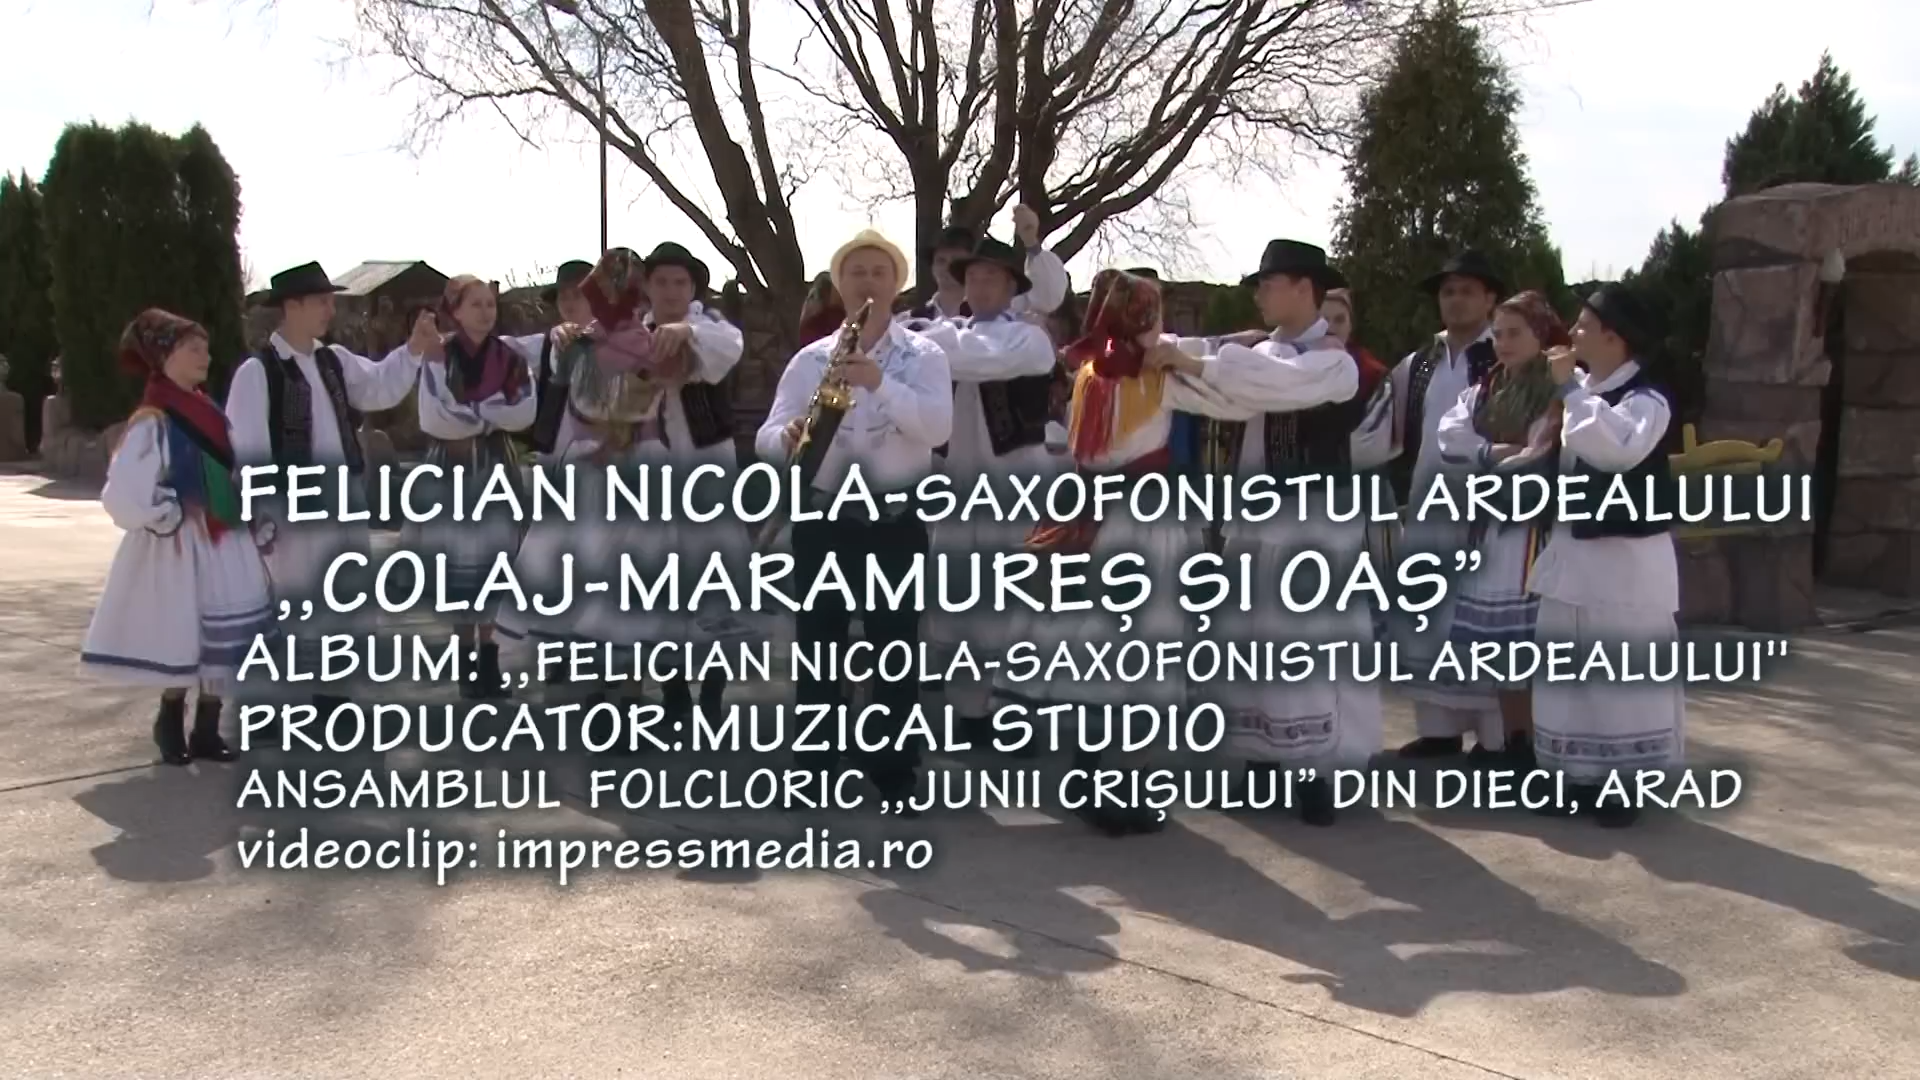 FELICIAN NICOLA-SAXOFONISTUL ARDEALULUI
,,COLAJ-MARAMUREȘ ȘI OAȘ”
ALBUM: ,,FELICIAN NICOLA-SAXOFONISTUL ARDEALULUI"
PRODUCATOR:MUZICAL STUDIO
ANSAMBLUL FOLCLORIC ,,JUNII CRIȘULUI” DIN DIECI, ARAD
videoclip: impressmedia.ro